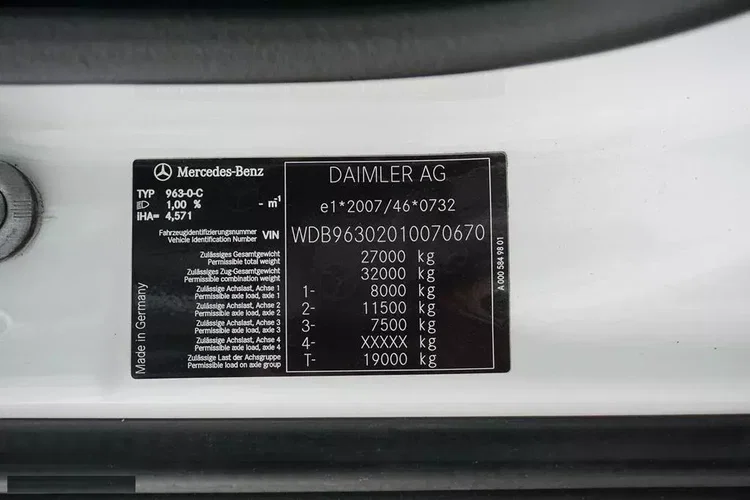 Mercedes-Benz
DAIMLER AG
TYP 963-0-C
1,00 % - m⁻¹
e1*2007/46*0732
iHA= 4,571
Fahrzeugidentifizierungsnummer
Vehicle Identification Number VIN WDB96302010070670
Zulässiges Gesamtgewicht
Permissible total weight 27000 kg
Zulässiges Zug-Gesamtgewicht
Permissible combination weight 32000 kg
Zulässige Achslast, Achse 1
Permissible axle load, axle 1 1- 8000 kg
Zulässige Achslast, Achse 2
Permissible axle load, axle 2 2- 11500 kg
Zulässige Achslast, Achse 3
Permissible axle load, axle 3 3- 7500 kg
Zulässige Achslast, Achse 4
Permissible axle load, axle 4 4- XXXXX kg
Zulässige Last der Achsgruppe
Permissible load on axle group T- 19000 kg
Made in Germany
A 000 584 98 01